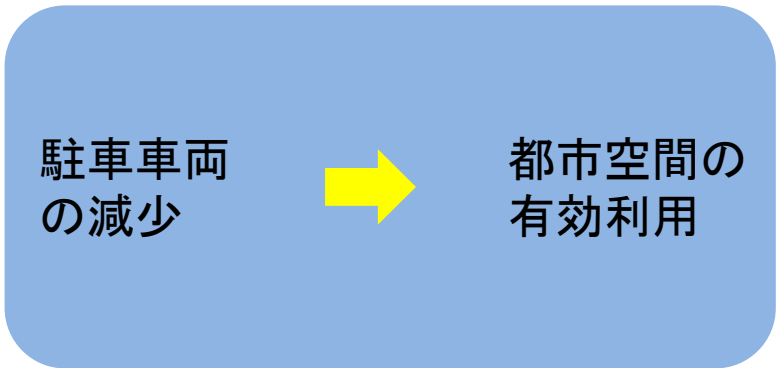 駐車車両
の減少
都市空間の
有効利用